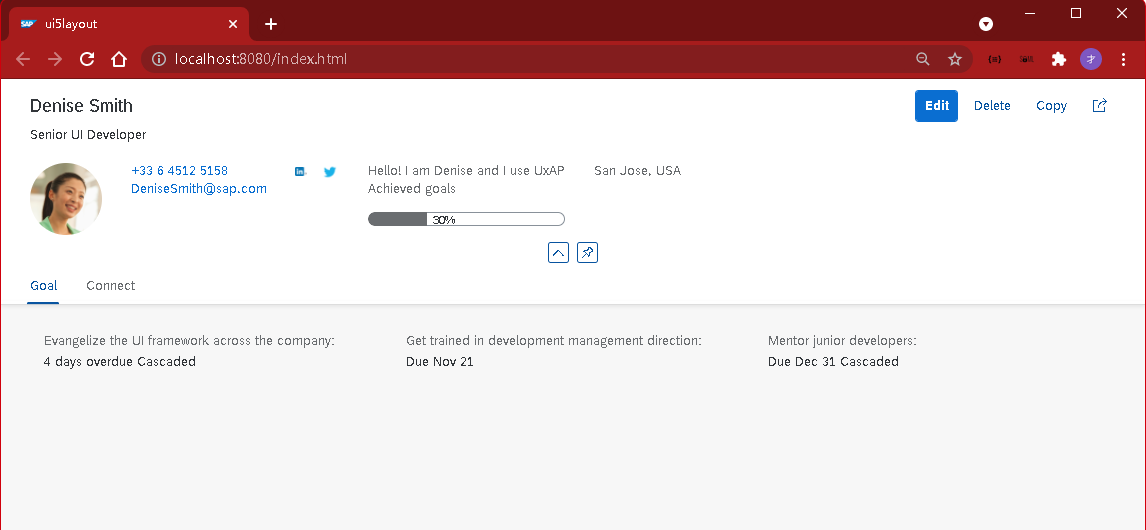 SAP ui5layout
localhost:8080/index.html
Denise Smith
Edit Delete Copy
Senior UI Developer
+33 6 4512 5158
DeniseSmith@sap.com
in
Hello! I am Denise and I use UxAP
Achieved goals
30%
San Jose, USA
Goal Connect
Evangelize the UI framework across the company:
4 days overdue Cascaded
Get trained in development management direction:
Due Nov 21
Mentor junior developers:
Due Dec 31 Cascaded